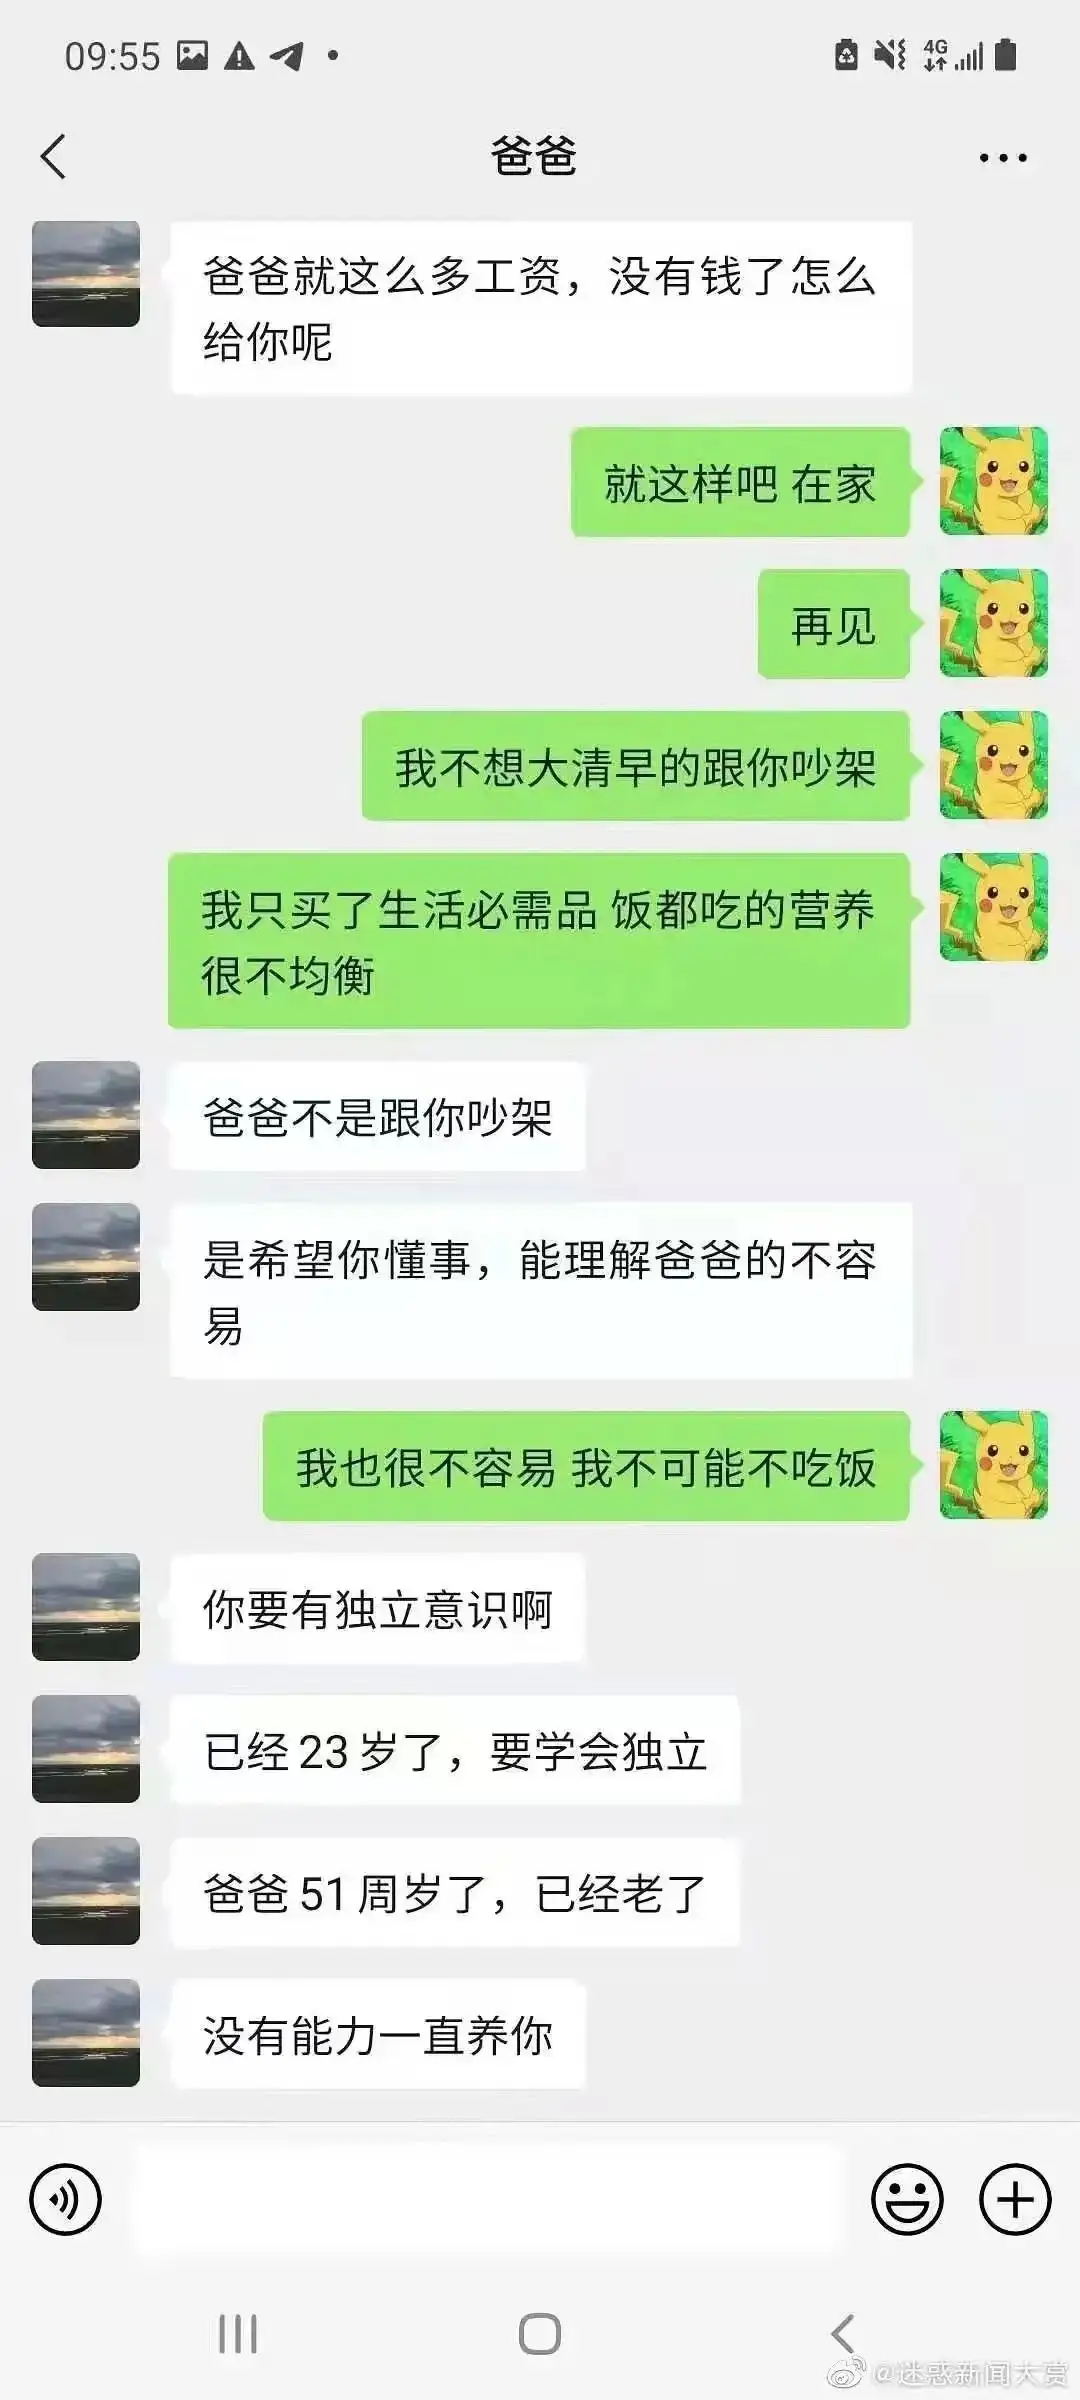 09:55
4G
爸爸
爸爸就这么多工资，没有钱了怎么
给你呢
就这样吧 在家
再见
我不想大清早的跟你吵架
我只买了生活必需品 饭都吃的营养
很不均衡
爸爸不是跟你吵架
是希望你懂事，能理解爸爸的不容
易
我也很不容易 我不可能不吃饭
你要有独立意识啊
已经 23 岁了，要学会独立
爸爸 51 周岁了，已经老了
没有能力一直养你
@迷惑新闻大赏